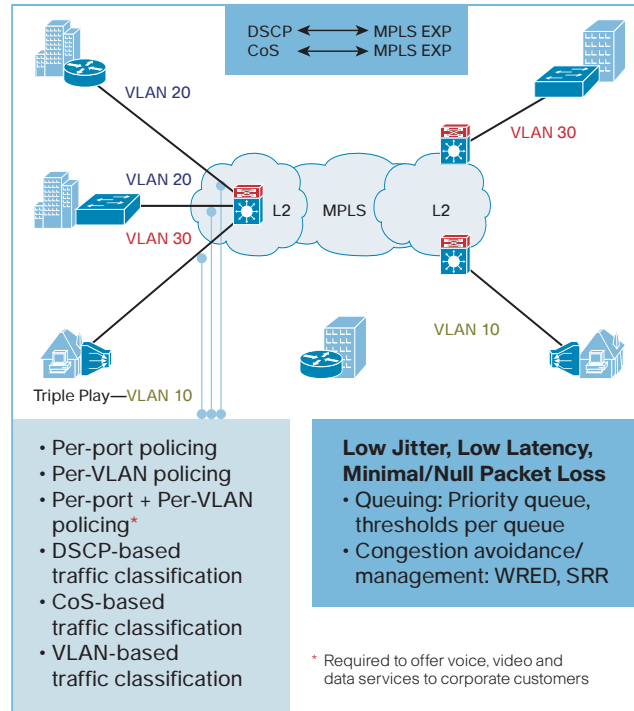 DSCP ⟷ MPLS EXP
CoS ⟷ MPLS EXP
VLAN 20
VLAN 30
VLAN 20
L2
MPLS
L2
VLAN 30
VLAN 10
Triple Play—VLAN 10
• Per-port policing
• Per-VLAN policing
• Per-port + Per-VLAN
policing*
• DSCP-based
traffic classification
• CoS-based
traffic classification
• VLAN-based
traffic classification
Low Jitter, Low Latency,
Minimal/Null Packet Loss
• Queuing: Priority queue,
thresholds per queue
• Congestion avoidance/
management: WRED, SRR
* Required to offer voice, video and
data services to corporate customers